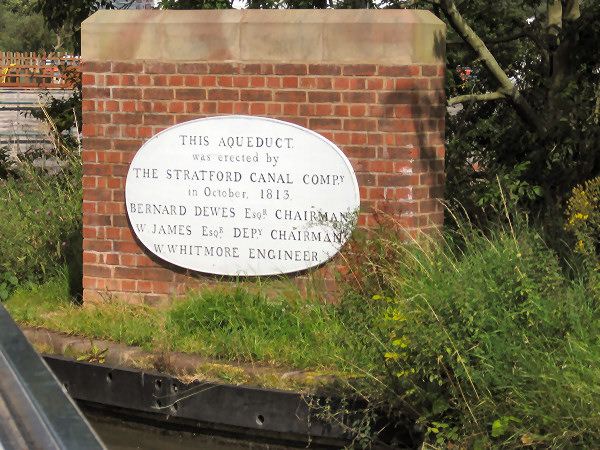 THIS AQUEDUCT.
was erected by
THE STRATFORD CANAL COMPY
in October, 1813,
BERNARD DEWES ESQR CHAIRMAN
W. JAMES ESQR DEPY CHAIRMAN
W. WHITMORE ENGINEER.